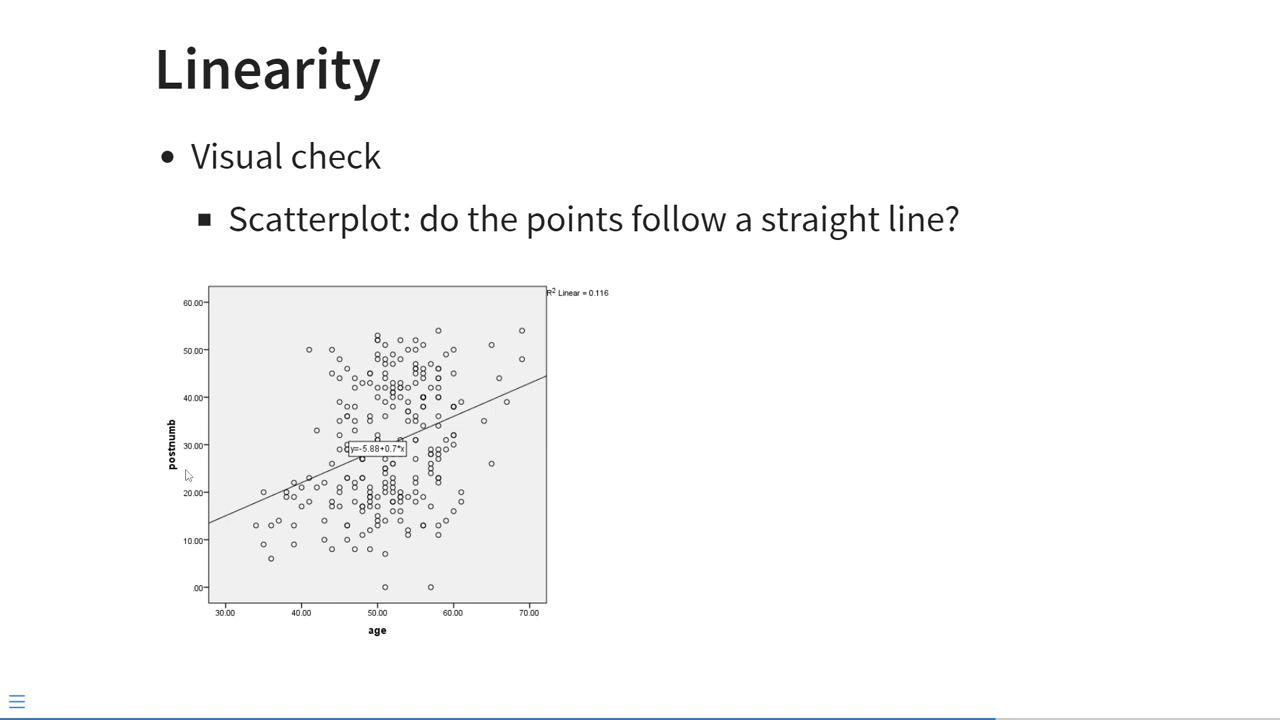 Linearity
Visual check
Scatterplot: do the points follow a straight line?
R2 Linear = 0.116
60.00
50.00
40.00
30.00
20.00
10.00
.00
postnumb
y=-5.88+0.7*x
30.00 40.00 50.00 60.00 70.00
age